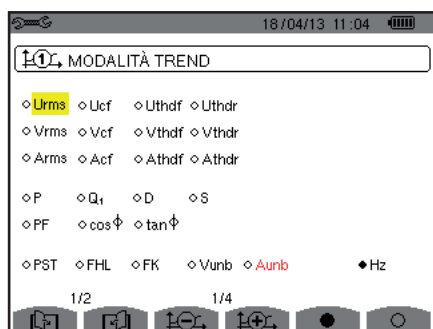 18/04/13 11:04
1 MODALITÀ TREND
Urms Ucf Uthdf Uthdr
Vrms Vcf Vthdf Vthdr
Arms Acf Athdf Athdr
P Q₁ D S
PF cosΦ tanΦ
PST FHL FK Vunb Aunb Hz
1/2 1/4